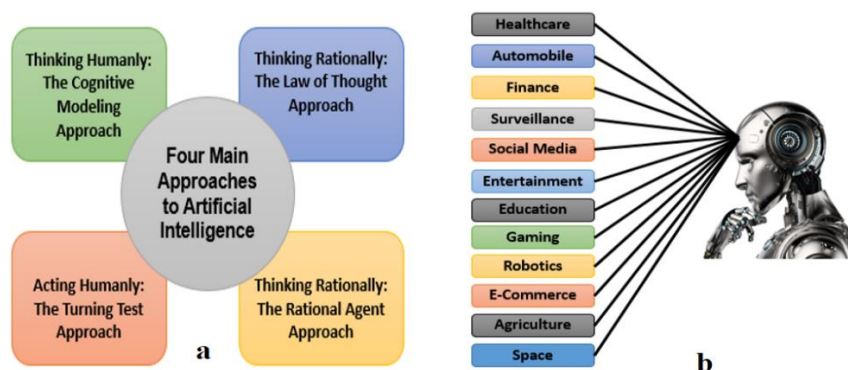 Thinking Humanly:
The Cognitive
Modeling
Approach
Thinking Rationally:
The Law of Thought
Approach
Four Main
Approaches
to Artificial
Intelligence
Acting Humanly:
The Turning Test
Approach
Thinking Rationally:
The Rational Agent
Approach
a
Healthcare
Automobile
Finance
Surveillance
Social Media
Entertainment
Education
Gaming
Robotics
E-Commerce
Agriculture
Space
b